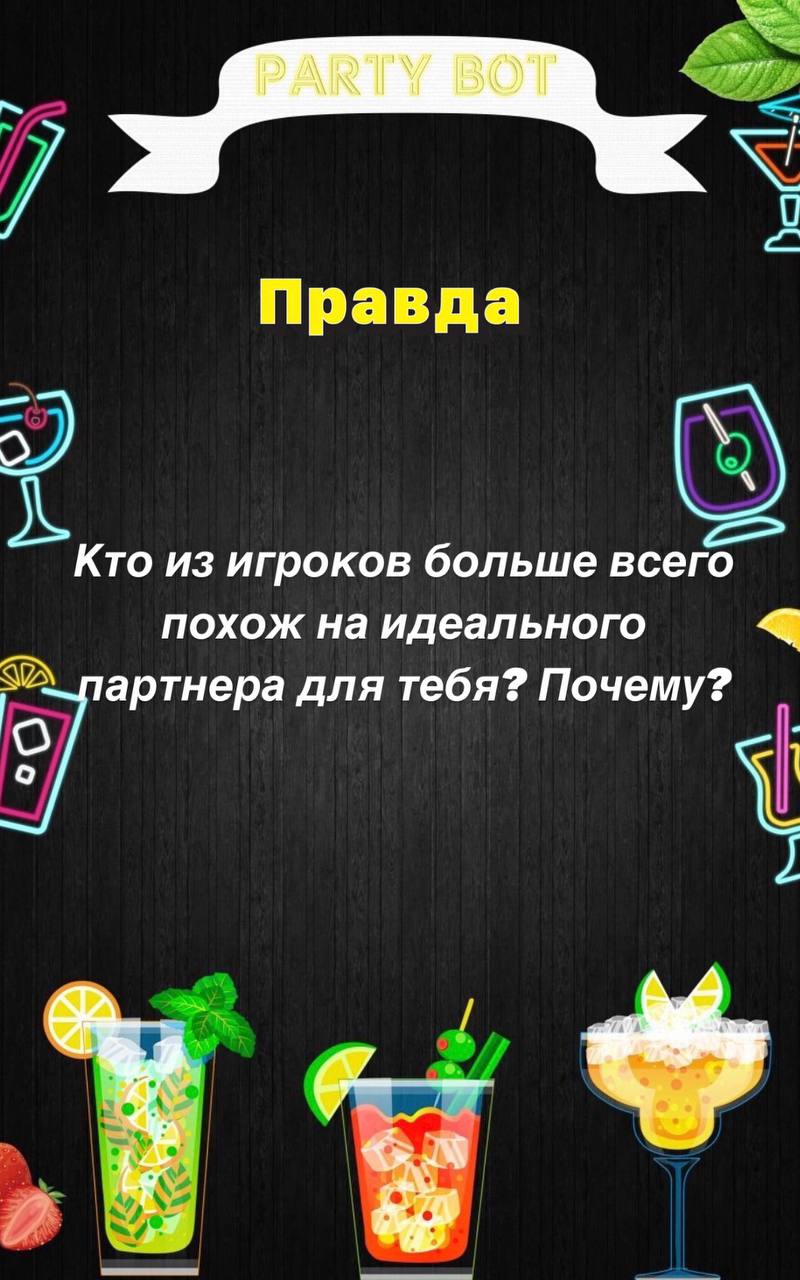 PARTY BOT
Правда
Кто из игроков больше всего
похож на идеального
партнера для тебя? Почему?